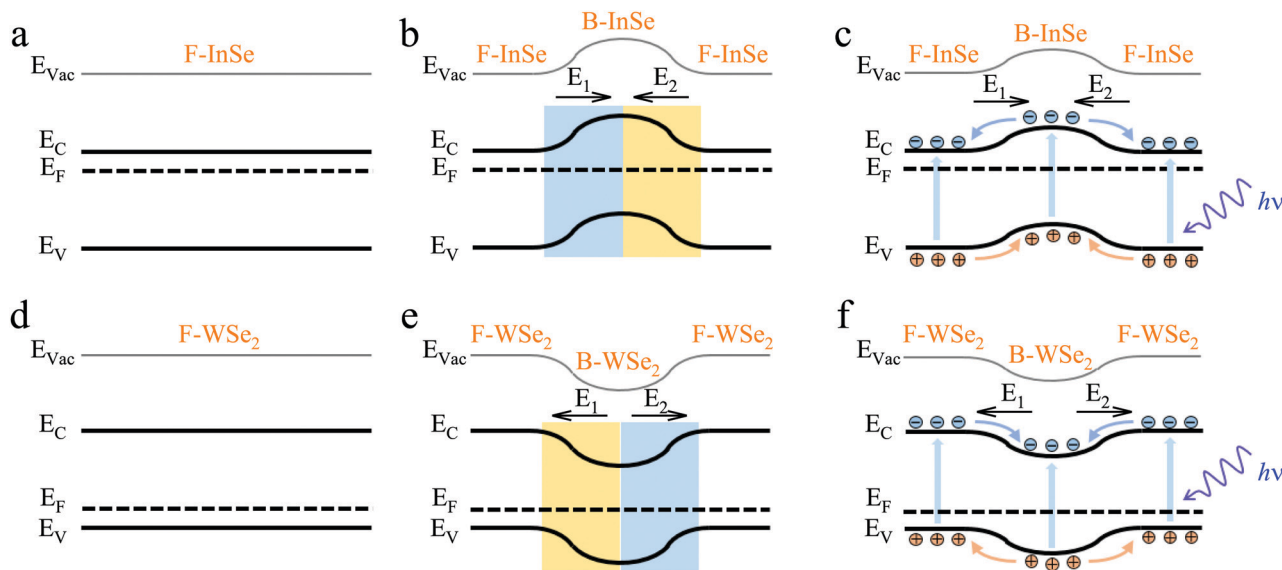 a
F-InSe
E_Vac
E_C
E_F
E_V
b
B-InSe
F-InSe
F-InSe
E_Vac
E_1
E_2
E_C
E_F
E_V
c
B-InSe
F-InSe
F-InSe
E_Vac
E_1
E_2
E_C
E_F
E_V
hν
d
F-WSe_2
E_Vac
E_C
E_F
E_V
e
F-WSe_2
F-WSe_2
E_Vac
B-WSe_2
E_1
E_2
E_C
E_F
E_V
f
F-WSe_2
F-WSe_2
E_Vac
B-WSe_2
E_1
E_2
E_C
E_F
E_V
hν